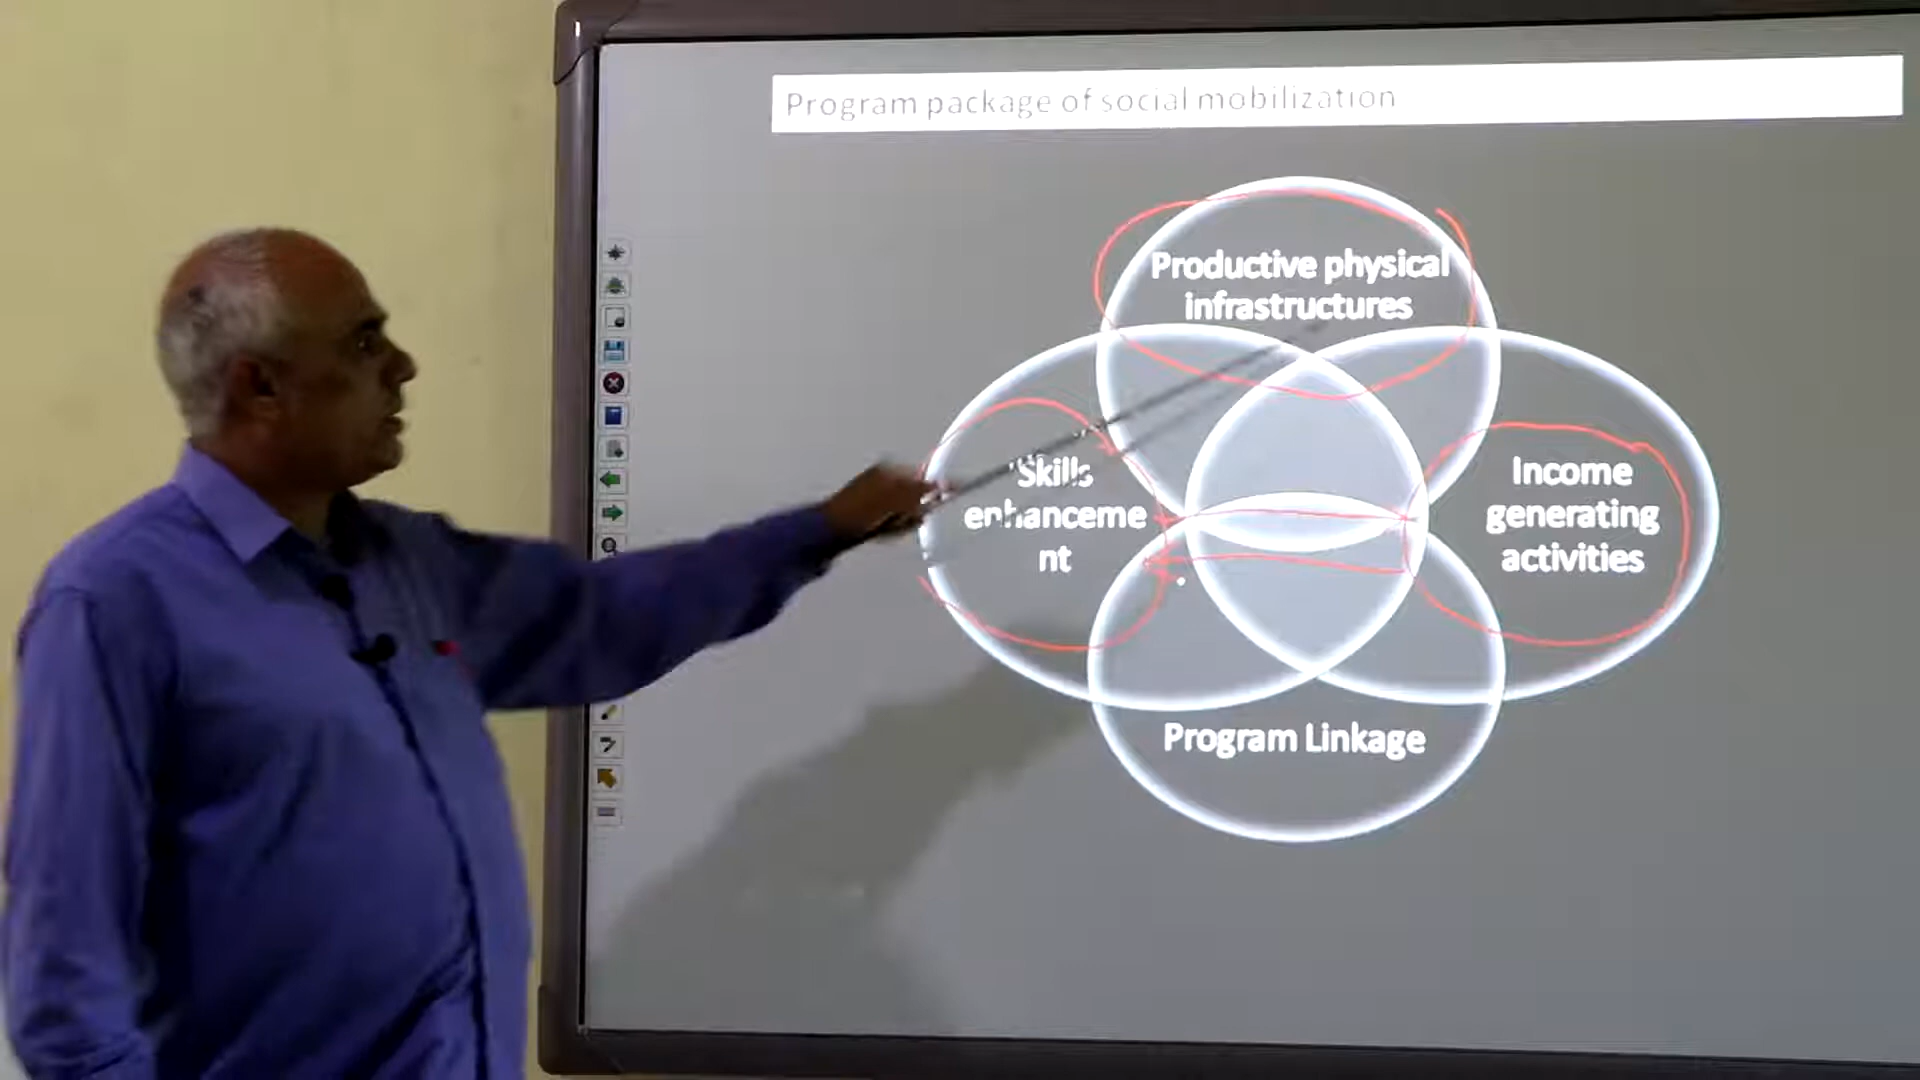 Program package of social mobilization
Productive physical
infrastructures
Skills
enhanceme
nt
Income
generating
activities
Program Linkage